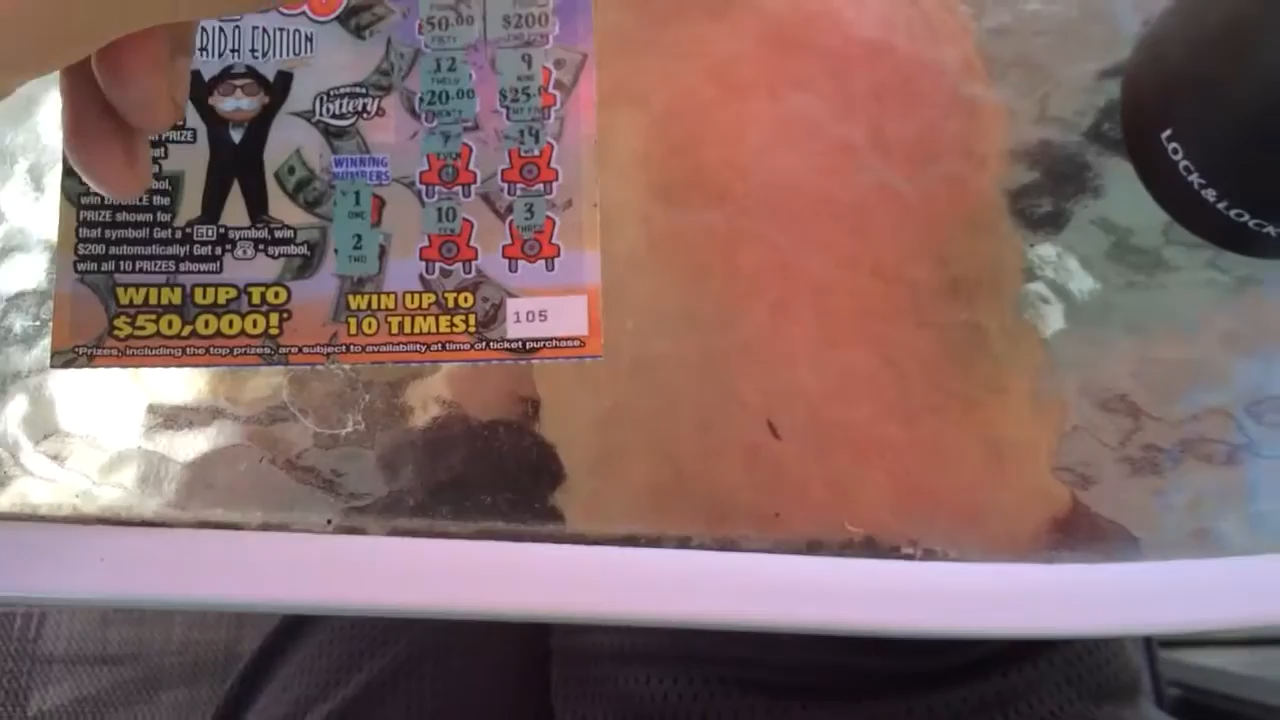 RIDA EDITION
50.00
$200
FIFTY
FLORIDA
Lottery
12
9
$20.00
$25.
PRIZE
7
14
WINNING
NUMBERS
bol,
win DOUBLE the
PRIZE shown for
that symbol! Get a "GO" symbol, win
$200 automatically! Get a " " symbol,
win all 10 PRIZES shown!
1
ONE
2
TWO
10
TEN
3
THREE
WIN UP TO
$50,000!*
WIN UP TO
10 TIMES!
105
*Prizes, including the top prizes, are subject to availability at time of ticket purchase.
LOCK&LOCK